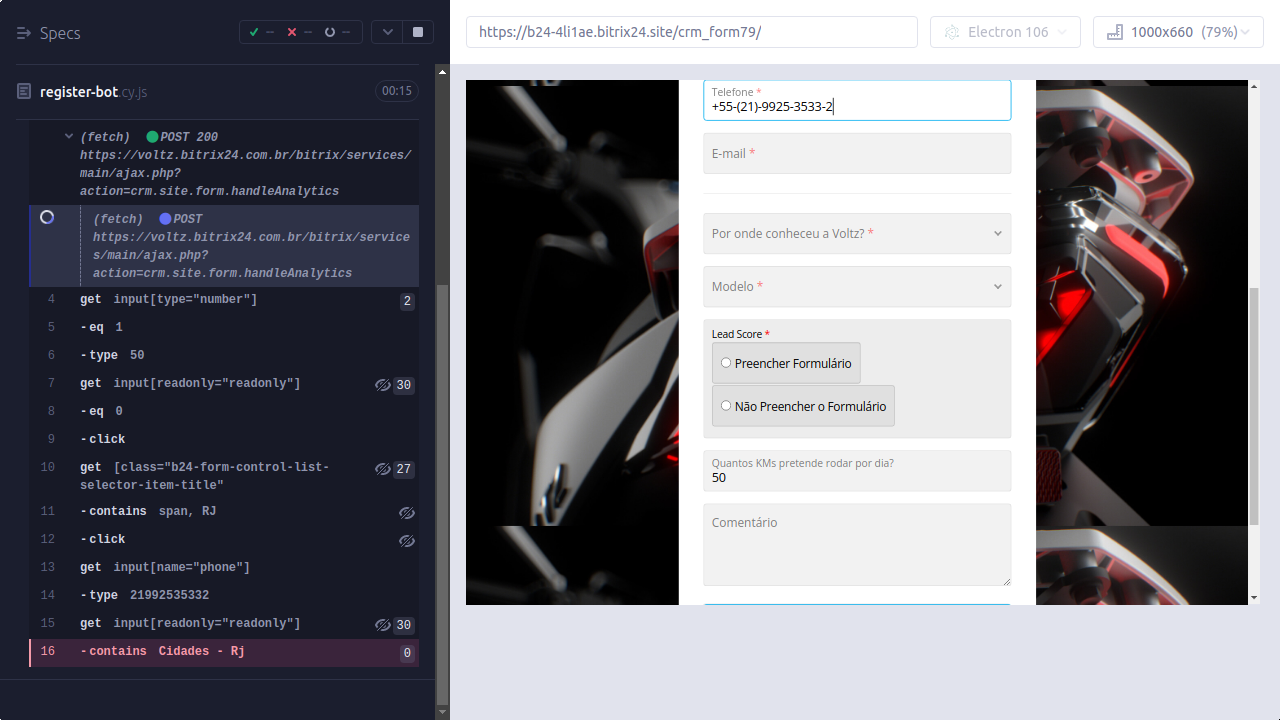 Specs
--
--
--
https://b24-4li1ae.bitrix24.site/crm_form79/
Electron 106
1000x660 (79%)
register-bot.cy.js
00:15
(fetch) POST 200
https://voltz.bitrix24.com.br/bitrix/services/
main/ajax.php?
action=crm.site.form.handleAnalytics
(fetch) POST
https://voltz.bitrix24.com.br/bitrix/service
s/main/ajax.php?
action=crm.site.form.handleAnalytics
4 get input[type="number"] 2
5 -eq 1
6 -type 50
7 get input[readonly="readonly"] 30
8 -eq 0
9 -click
10 get [class="b24-form-control-list- 27
selector-item-title"
11 -contains span, RJ
12 -click
13 get input[name="phone"]
14 -type 21992535332
15 get input[readonly="readonly"] 30
16 -contains Cidades - Rj 0
Telefone *
+55-(21)-9925-3533-2
E-mail *
Por onde conheceu a Voltz? *
Modelo *
Lead Score *
Preencher Formulário
Não Preencher o Formulário
Quantos KMs pretende rodar por dia?
50
Comentário